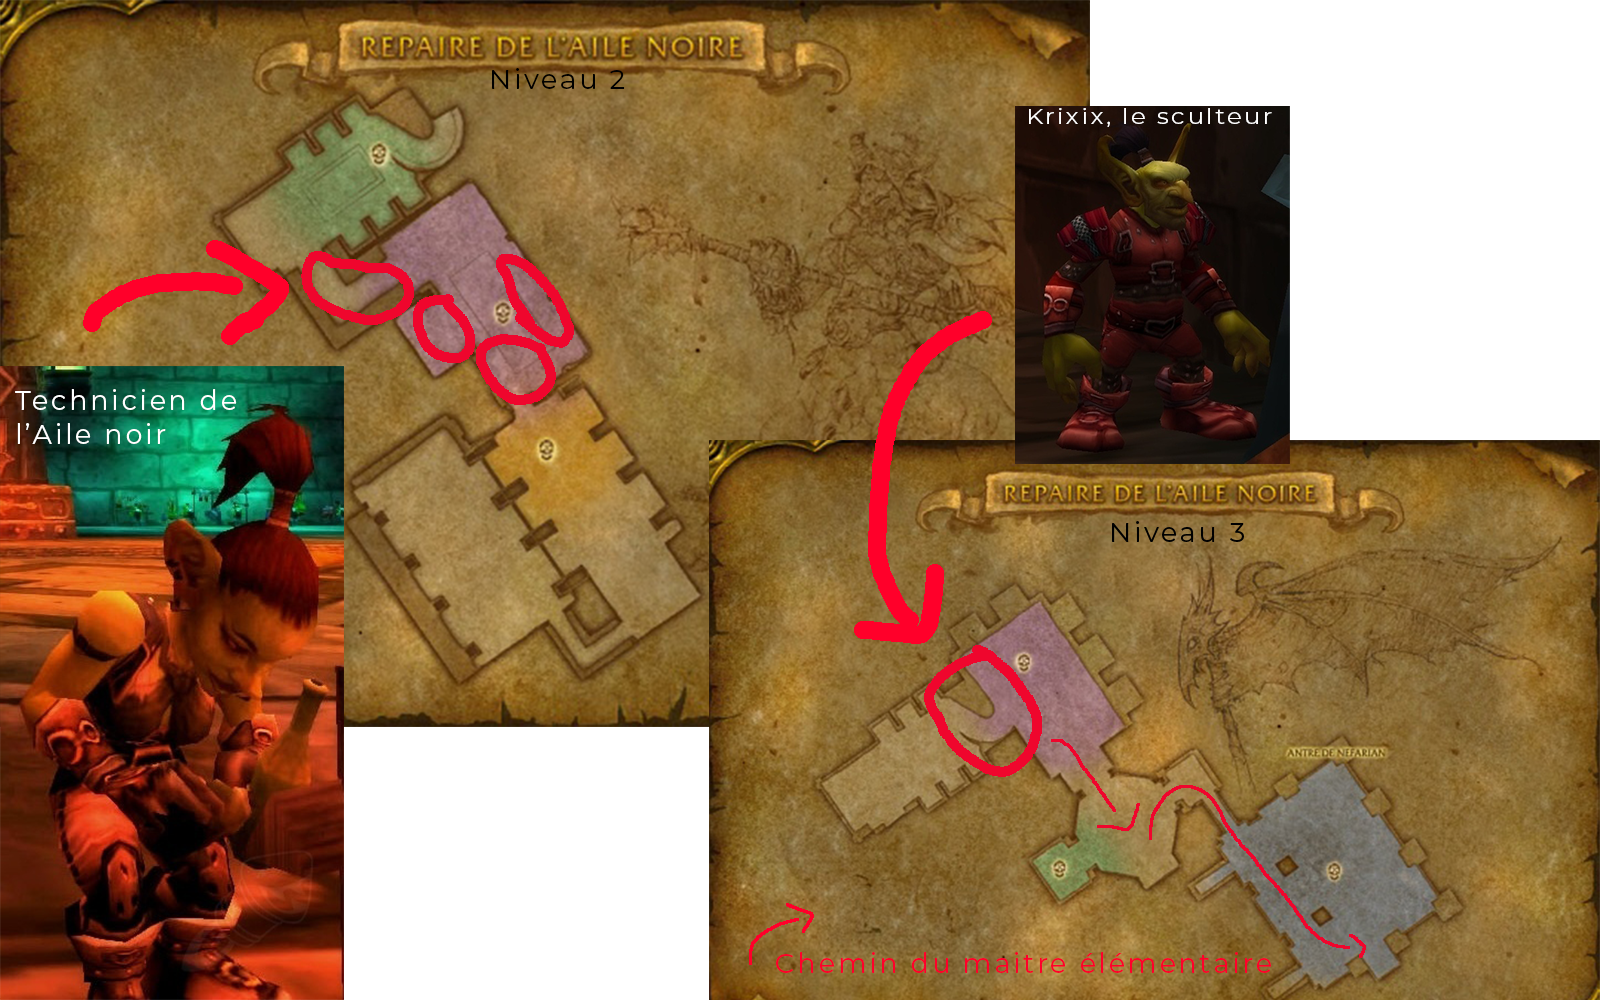 REPAIRE DE L'AILE NOIRE
Niveau 2
Krixix, le sculteur
Technicien de
l'Aile noir
REPAIRE DE L'AILE NOIRE
Niveau 3
ANTRE DE NEFARIAN
Chemin du maitre élémentaire